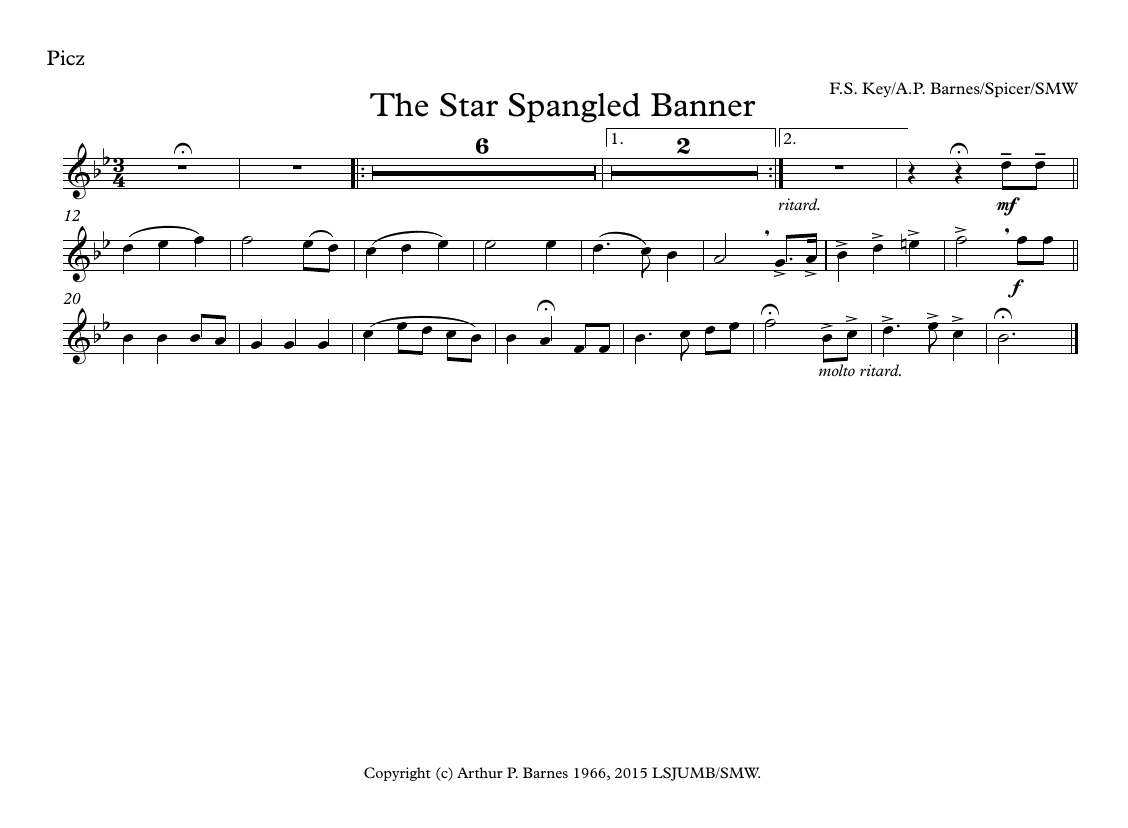 Picz
F.S. Key/A.P. Barnes/Spicer/SMW
The Star Spangled Banner
6
1.
2
2.
3
4
ritard.
mf
12
f
20
molto ritard.
Copyright (c) Arthur P. Barnes 1966, 2015 LSJUMB/SMW.